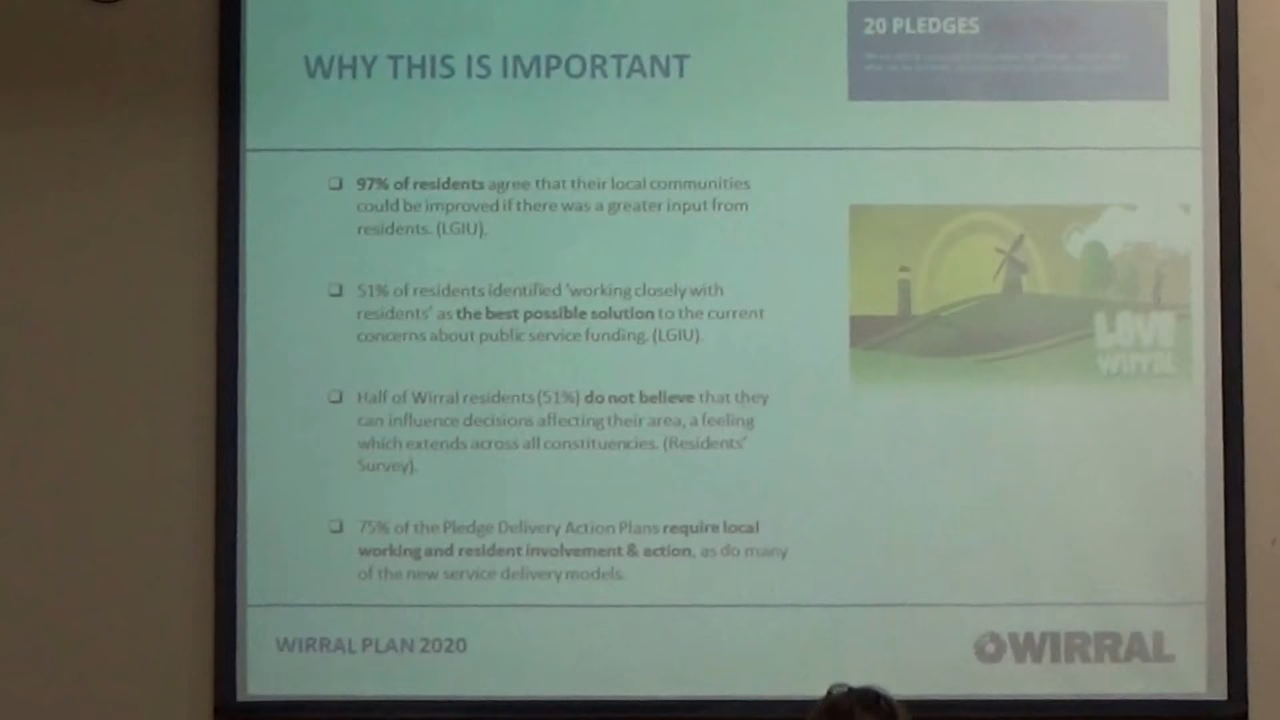 20 PLEDGES
WHY THIS IS IMPORTANT
❑ 97% of residents agree that their local communities
could be improved if there was a greater input from
residents. (LGIU).
❑ 51% of residents identified 'working closely with
residents' as the best possible solution to the current
concerns about public service funding. (LGIU).
❑ Half of Wirral residents (51%) do not believe that they
can influence decisions affecting their area, a feeling
which extends across all constituencies. (Residents'
Survey).
❑ 75% of the Pledge Delivery Action Plans require local
working and resident involvement & action, as do many
of the new service delivery models.
LOVE
WIRRAL
WIRRAL PLAN 2020
WIRRAL